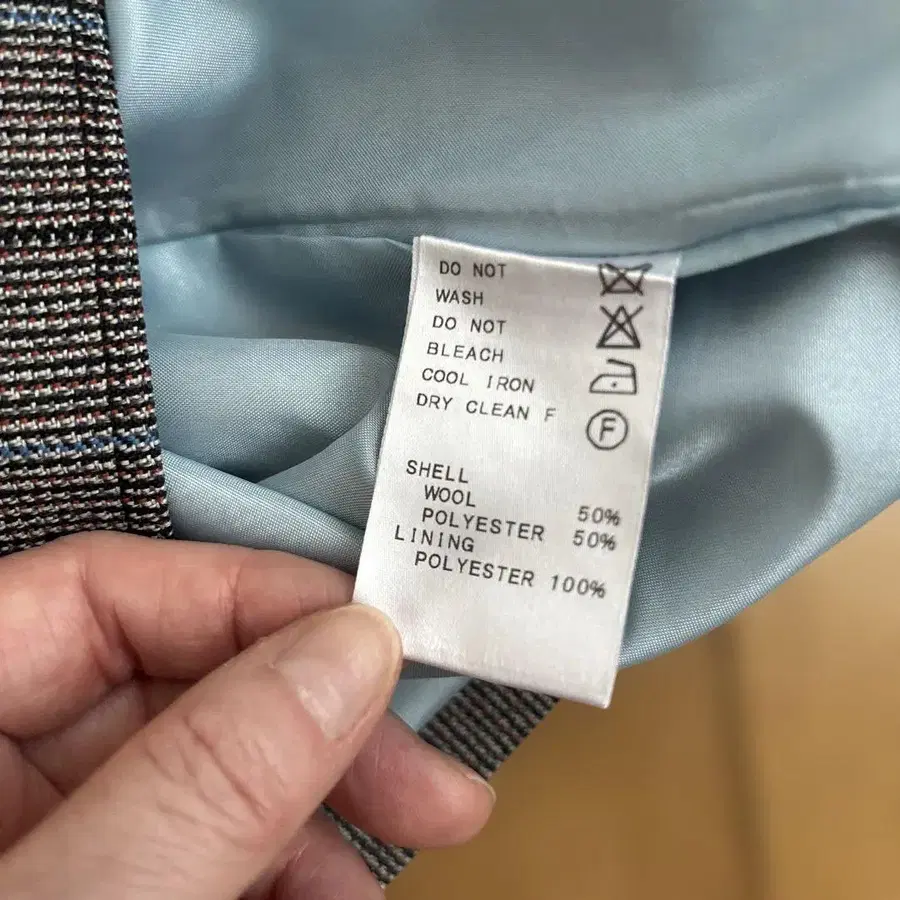 DO NOT
WASH
DO NOT
BLEACH
COOL IRON
DRY CLEAN F
F
SHELL
WOOL 50%
POLYESTER 50%
LINING
POLYESTER 100%